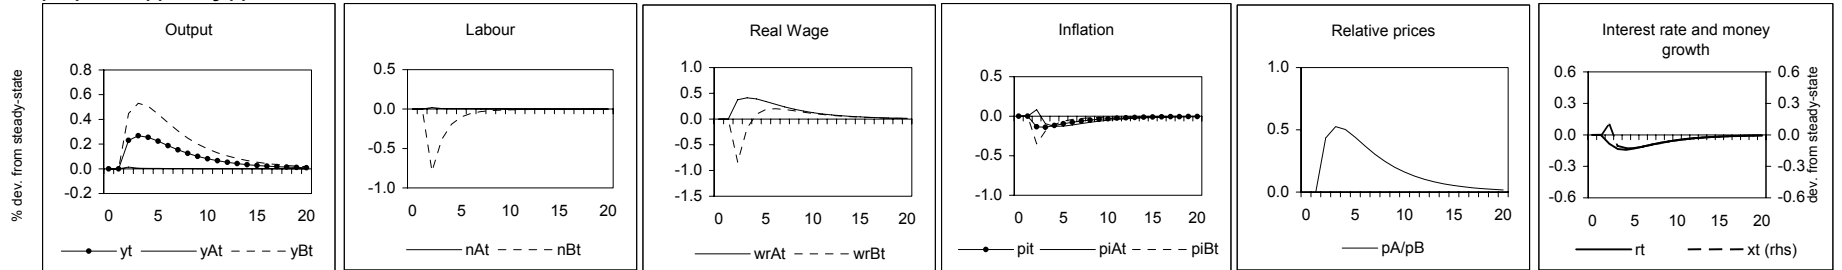 Output
% dev. from steady-state
0.8
0.6
0.4
0.2
0.0
-0.2
0 5 10 15 20
yt yAt yBt
Labour
0.5
0.0
-0.5
-1.0
0 5 10 15 20
nAt nBt
Real Wage
1.0
0.5
0.0
-0.5
-1.0
-1.5
0 5 10 15 20
wrAt wrBt
Inflation
0.5
0.0
-0.5
-1.0
0 5 10 15 20
pit piAt piBt
Relative prices
1.0
0.5
0.0
0 5 10 15 20
pA/pB
Interest rate and money
growth
0.6
0.3
0.0
-0.3
-0.6
0.6
0.3
0.0
-0.3
-0.6
dev. from steady-state
0 5 10 15 20
rt xt (rhs)